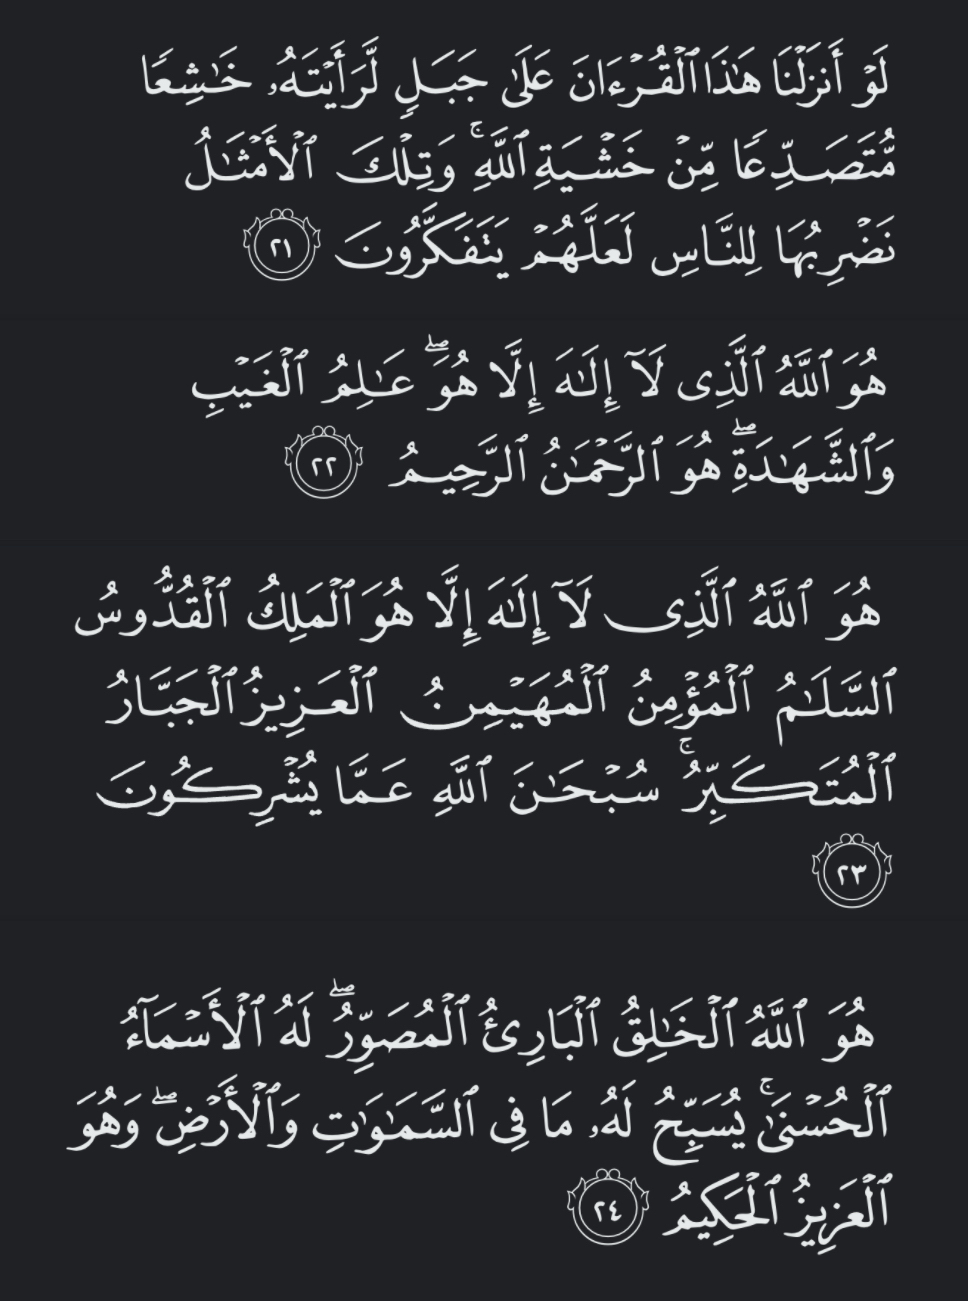 لَوْ أَنزَلْنَا هَٰذَا ٱلْقُرْءَانَ عَلَىٰ جَبَلٍ لَّرَأَيْتَهُۥ خَٰشِعًا
مُّتَصَدِّعًا مِّنْ خَشْيَةِ ٱللَّهِ ۚ وَتِلْكَ ٱلْأَمْثَٰلُ
نَضْرِبُهَا لِلنَّاسِ لَعَلَّهُمْ يَتَفَكَّرُونَ ٢١
هُوَ ٱللَّهُ ٱلَّذِى لَآ إِلَٰهَ إِلَّا هُوَ ۖ عَٰلِمُ ٱلْغَيْبِ
وَٱلشَّهَٰدَةِ ۖ هُوَ ٱلرَّحْمَٰنُ ٱلرَّحِيمُ ٢٢
هُوَ ٱللَّهُ ٱلَّذِى لَآ إِلَٰهَ إِلَّا هُوَ ٱلْمَلِكُ ٱلْقُدُّوسُ
ٱلسَّلَٰمُ ٱلْمُؤْمِنُ ٱلْمُهَيْمِنُ ٱلْعَزِيزُ ٱلْجَبَّارُ
ٱلْمُتَكَبِّرُ ۚ سُبْحَٰنَ ٱللَّهِ عَمَّا يُشْرِكُونَ
٢٣
هُوَ ٱللَّهُ ٱلْخَٰلِقُ ٱلْبَارِئُ ٱلْمُصَوِّرُ ۖ لَهُ ٱلْأَسْمَآءُ
ٱلْحُسْنَىٰ ۚ يُسَبِّحُ لَهُۥ مَا فِى ٱلسَّمَٰوَٰتِ وَٱلْأَرْضِ ۖ وَهُوَ
ٱلْعَزِيزُ ٱلْحَكِيمُ ٢٤